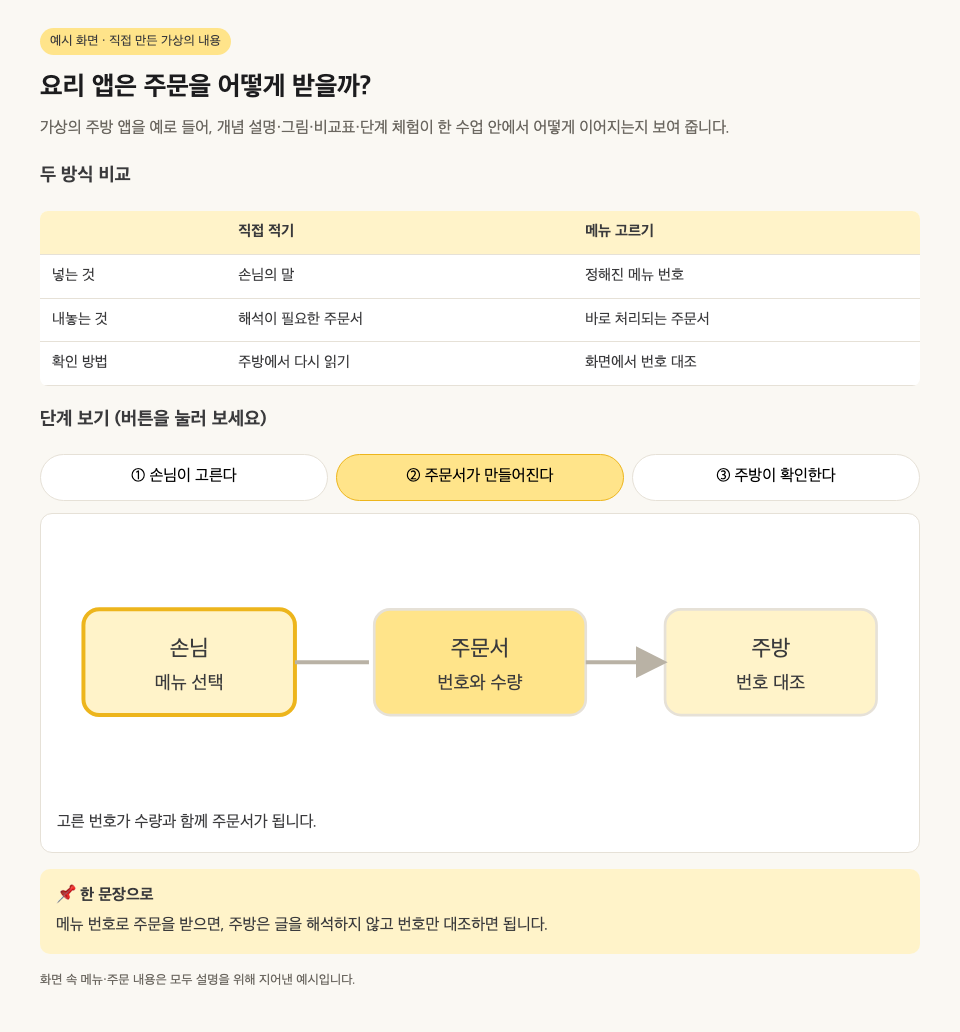 예시 화면 · 직접 만든 가상의 내용
요리 앱은 주문을 어떻게 받을까?
가상의 주방 앱을 예로 들어, 개념 설명·그림·비교표·단계 체험이 한 수업 안에서 어떻게 이어지는지 보여 줍니다.
두 방식 비교
직접 적기 메뉴 고르기
넣는 것 손님의 말 정해진 메뉴 번호
내놓는 것 해석이 필요한 주문서 바로 처리되는 주문서
확인 방법 주방에서 다시 읽기 화면에서 번호 대조
단계 보기 (버튼을 눌러 보세요)
① 손님이 고른다 ② 주문서가 만들어진다 ③ 주방이 확인한다
손님 주문서 주방
메뉴 선택 번호와 수량 번호 대조
고른 번호가 수량과 함께 주문서가 됩니다.
📌 한 문장으로
메뉴 번호로 주문을 받으면, 주방은 글을 해석하지 않고 번호만 대조하면 됩니다.
화면 속 메뉴·주문 내용은 모두 설명을 위해 지어낸 예시입니다.